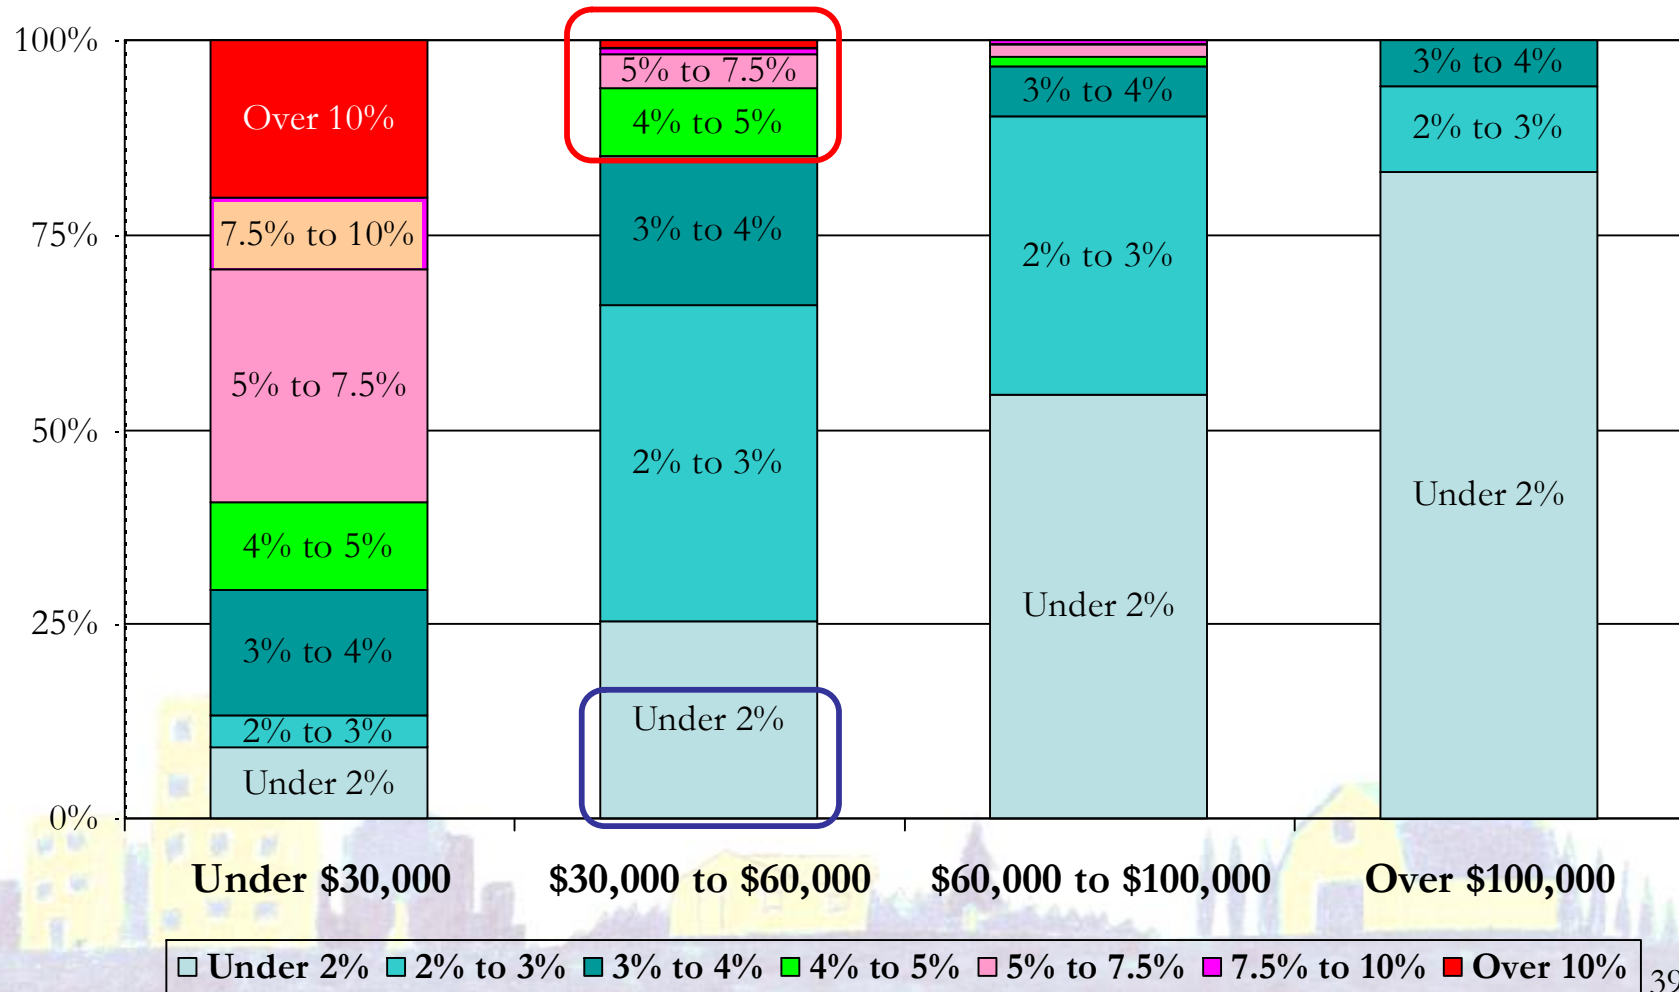 100%
75%
50%
25%
0%
Over 10%
7.5% to 10%
5% to 7.5%
4% to 5%
3% to 4%
2% to 3%
Under 2%
5% to 7.5%
4% to 5%
3% to 4%
2% to 3%
Under 2%
3% to 4%
2% to 3%
Under 2%
3% to 4%
2% to 3%
Under 2%
Under $30,000 $30,000 to $60,000 $60,000 to $100,000 Over $100,000
Under 2% 2% to 3% 3% to 4% 4% to 5% 5% to 7.5% 7.5% to 10% Over 10%
39